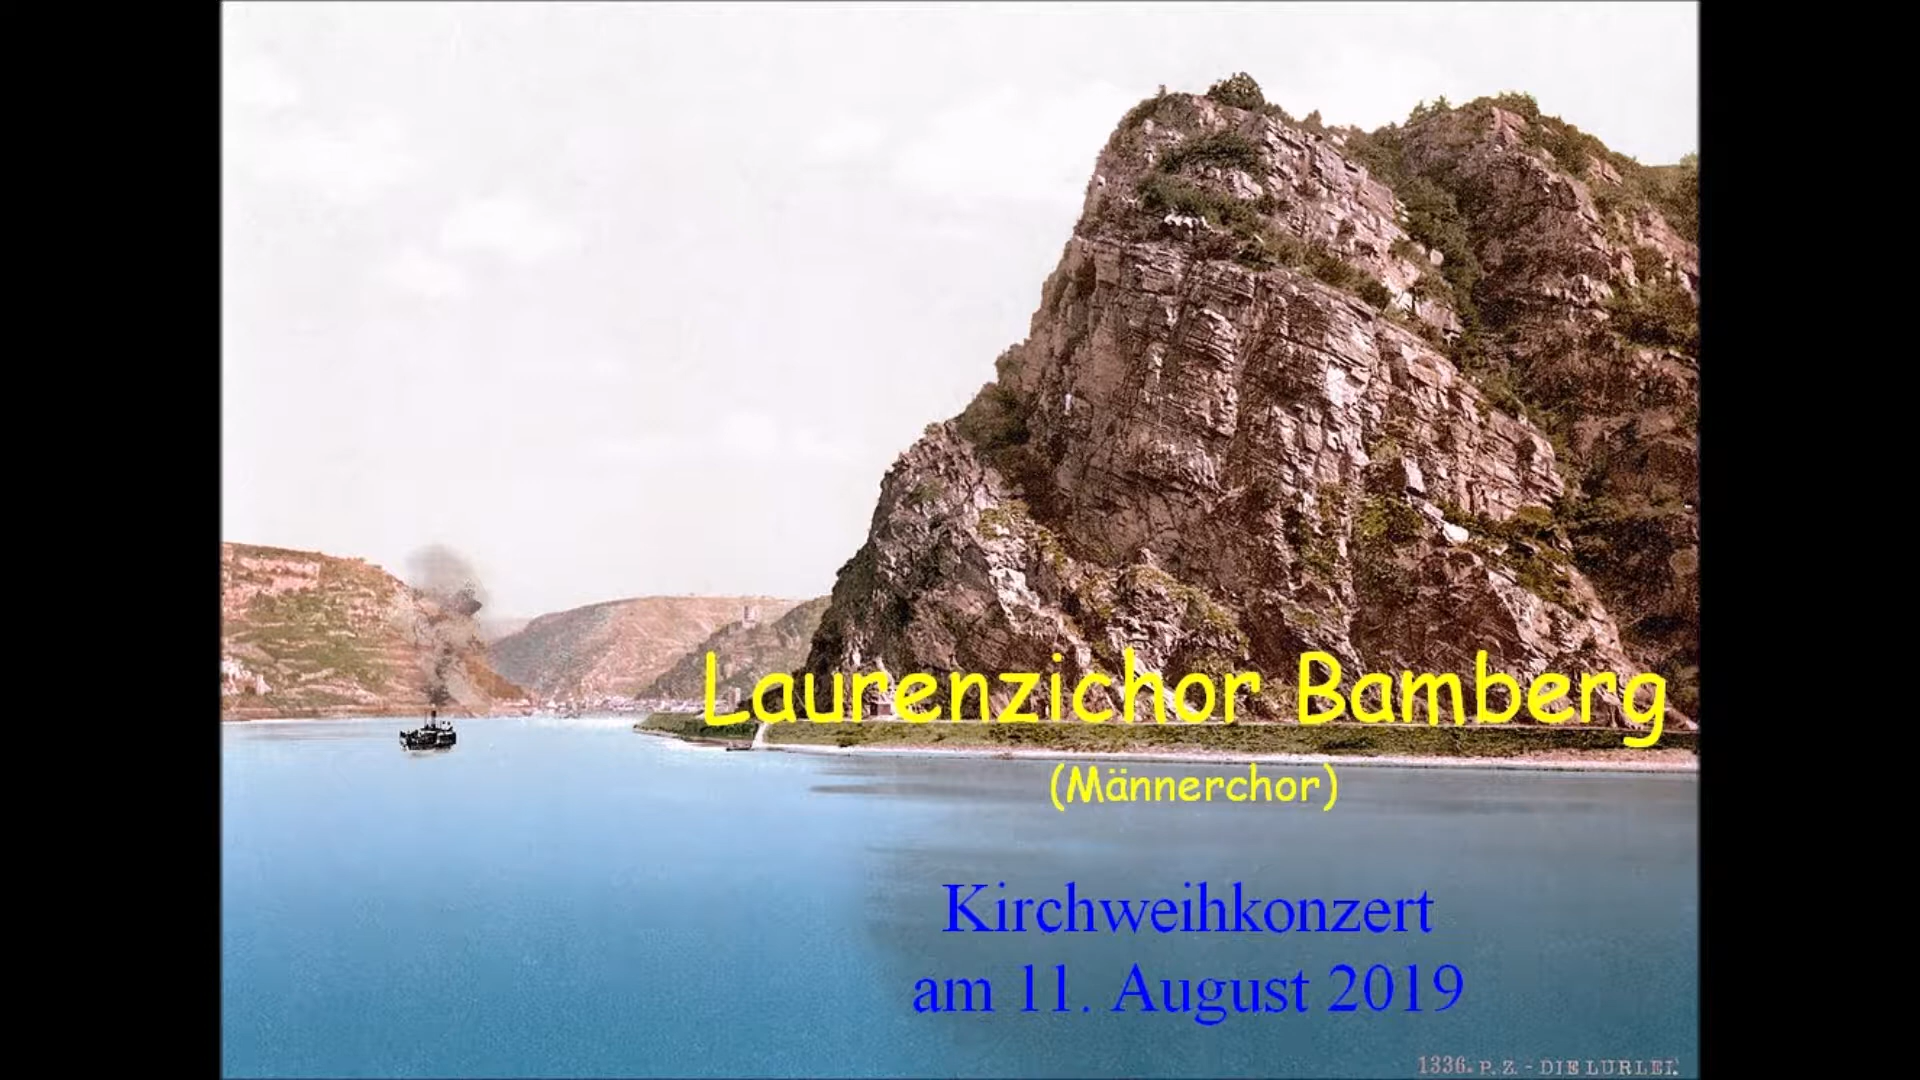 Laurenzichor Bamberg
(Männerchor)
Kirchweihkonzert
am 11. August 2019
1336. P. Z. - DIE LURLEI.